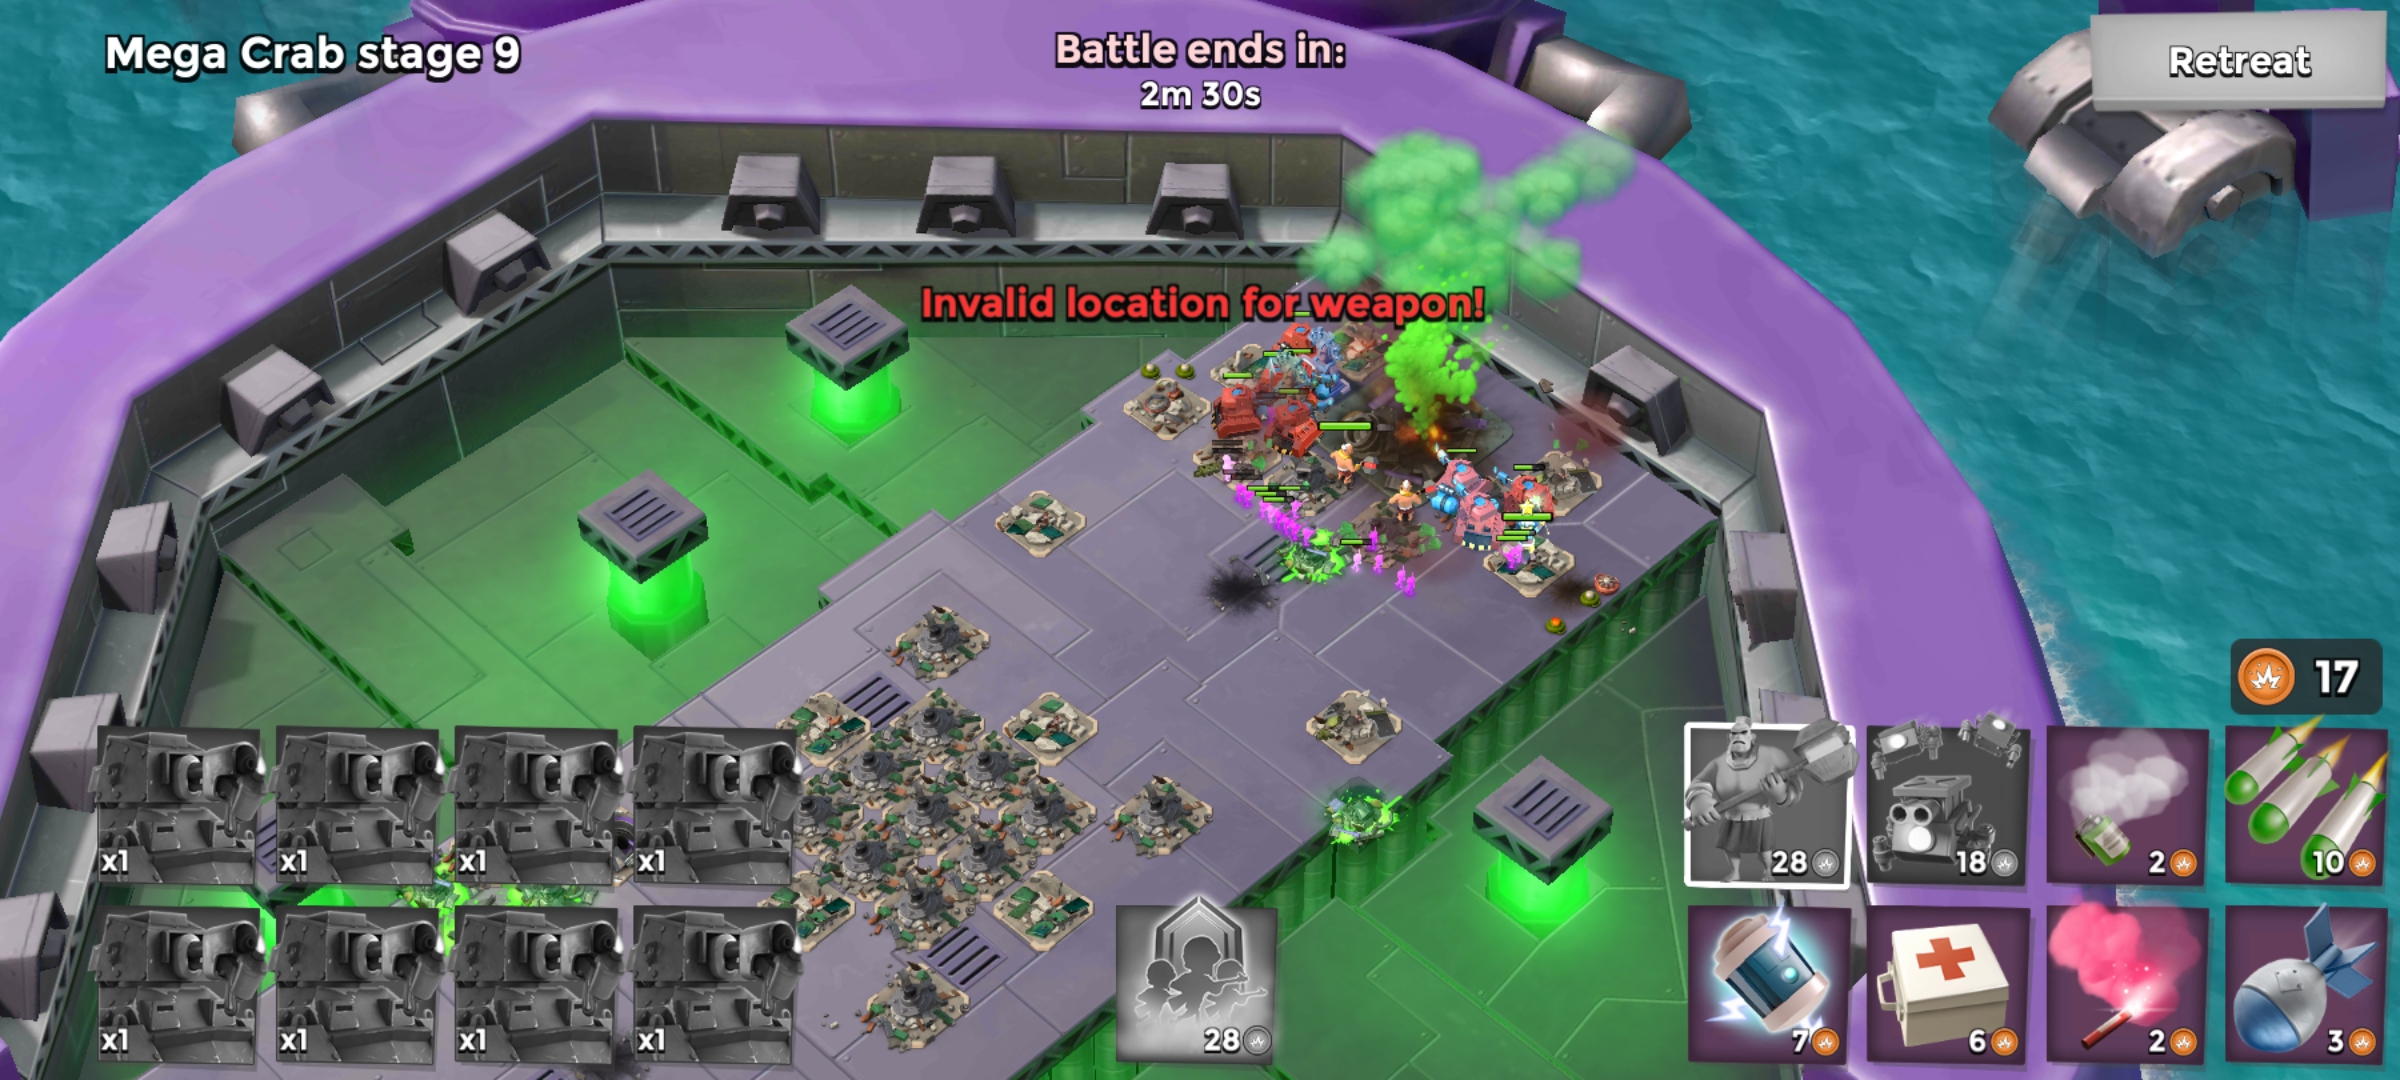 Mega Crab stage 9
Battle ends in:
2m 30s
Retreat
Invalid location for weapon!
17
x1
x1
x1
x1
28
18
2
10
x1
x1
x1
x1
28
7
6
2
3